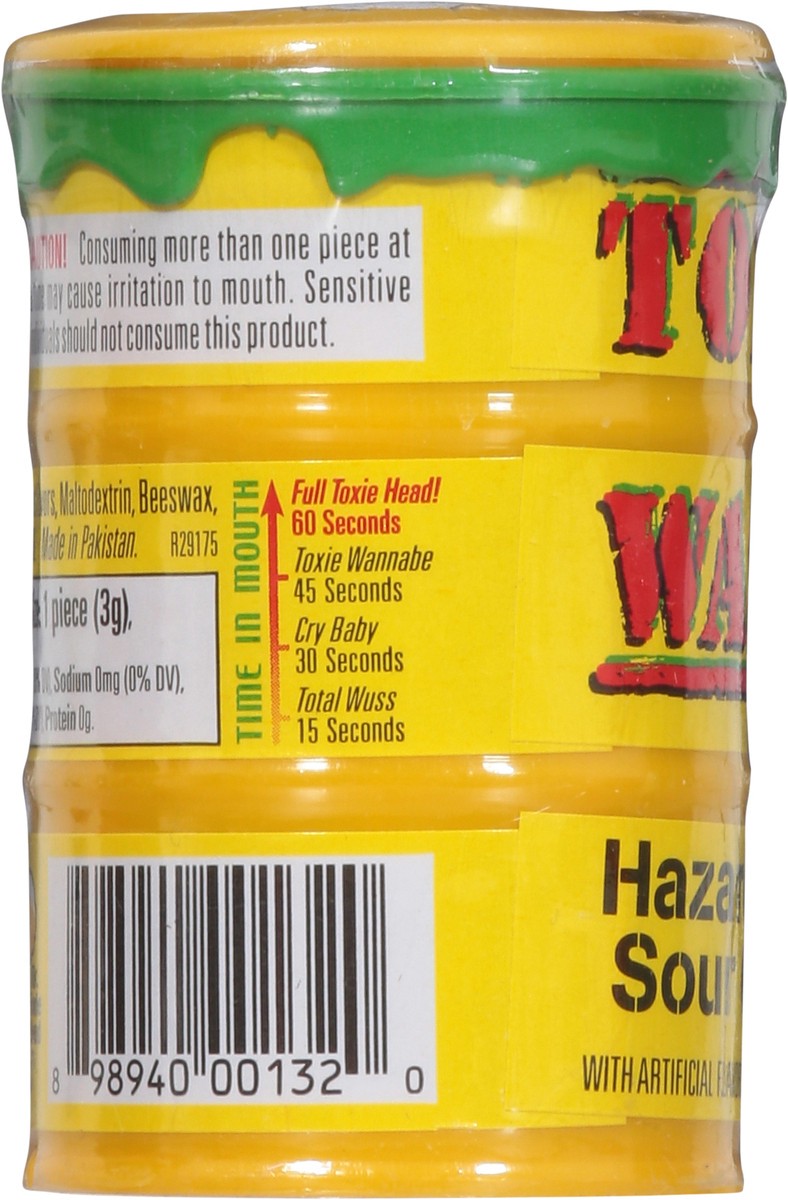 CAUTION! Consuming more than one piece at
may cause irritation to mouth. Sensitive
should not consume this product.
TO
Maltodextrin, Beeswax,
Made in Pakistan. R29175
1 piece (3g),
Sodium 0mg (0% DV),
Protein 0g.
TIME IN MOUTH
Full Toxie Head!
60 Seconds
Toxie Wannabe
45 Seconds
Cry Baby
30 Seconds
Total Wuss
15 Seconds
WA
Haza
Sour
WITH ARTIFICIAL
8 98940 00132 0